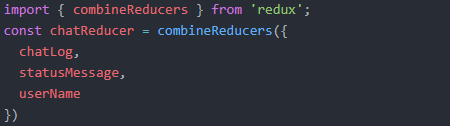 import { combineReducers } from 'redux';
const chatReducer = combineReducers({
  chatLog,
  statusMessage,
  userName
})